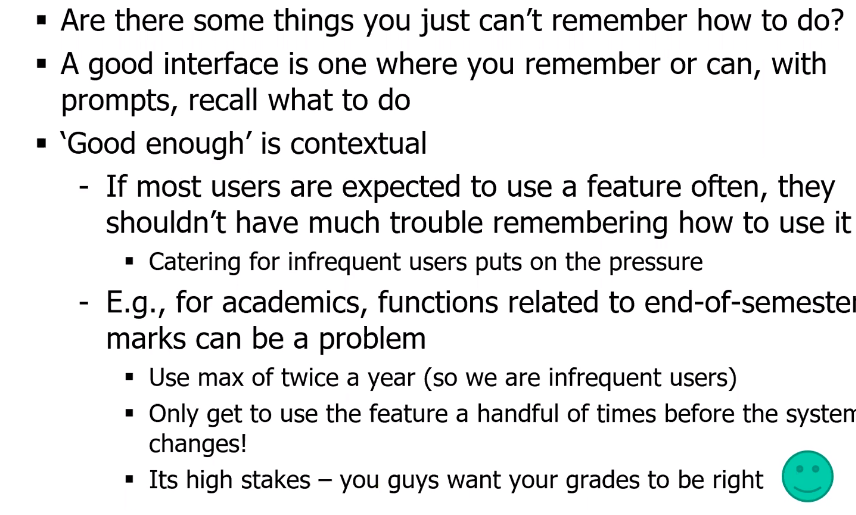 ▪ Are there some things you just can’t remember how to do?
▪ A good interface is one where you remember or can, with
prompts, recall what to do
▪ ‘Good enough’ is contextual
- If most users are expected to use a feature often, they
shouldn’t have much trouble remembering how to use it
▪ Catering for infrequent users puts on the pressure
- E.g., for academics, functions related to end-of-semester
marks can be a problem
▪ Use max of twice a year (so we are infrequent users)
▪ Only get to use the feature a handful of times before the system
changes!
▪ Its high stakes – you guys want your grades to be right